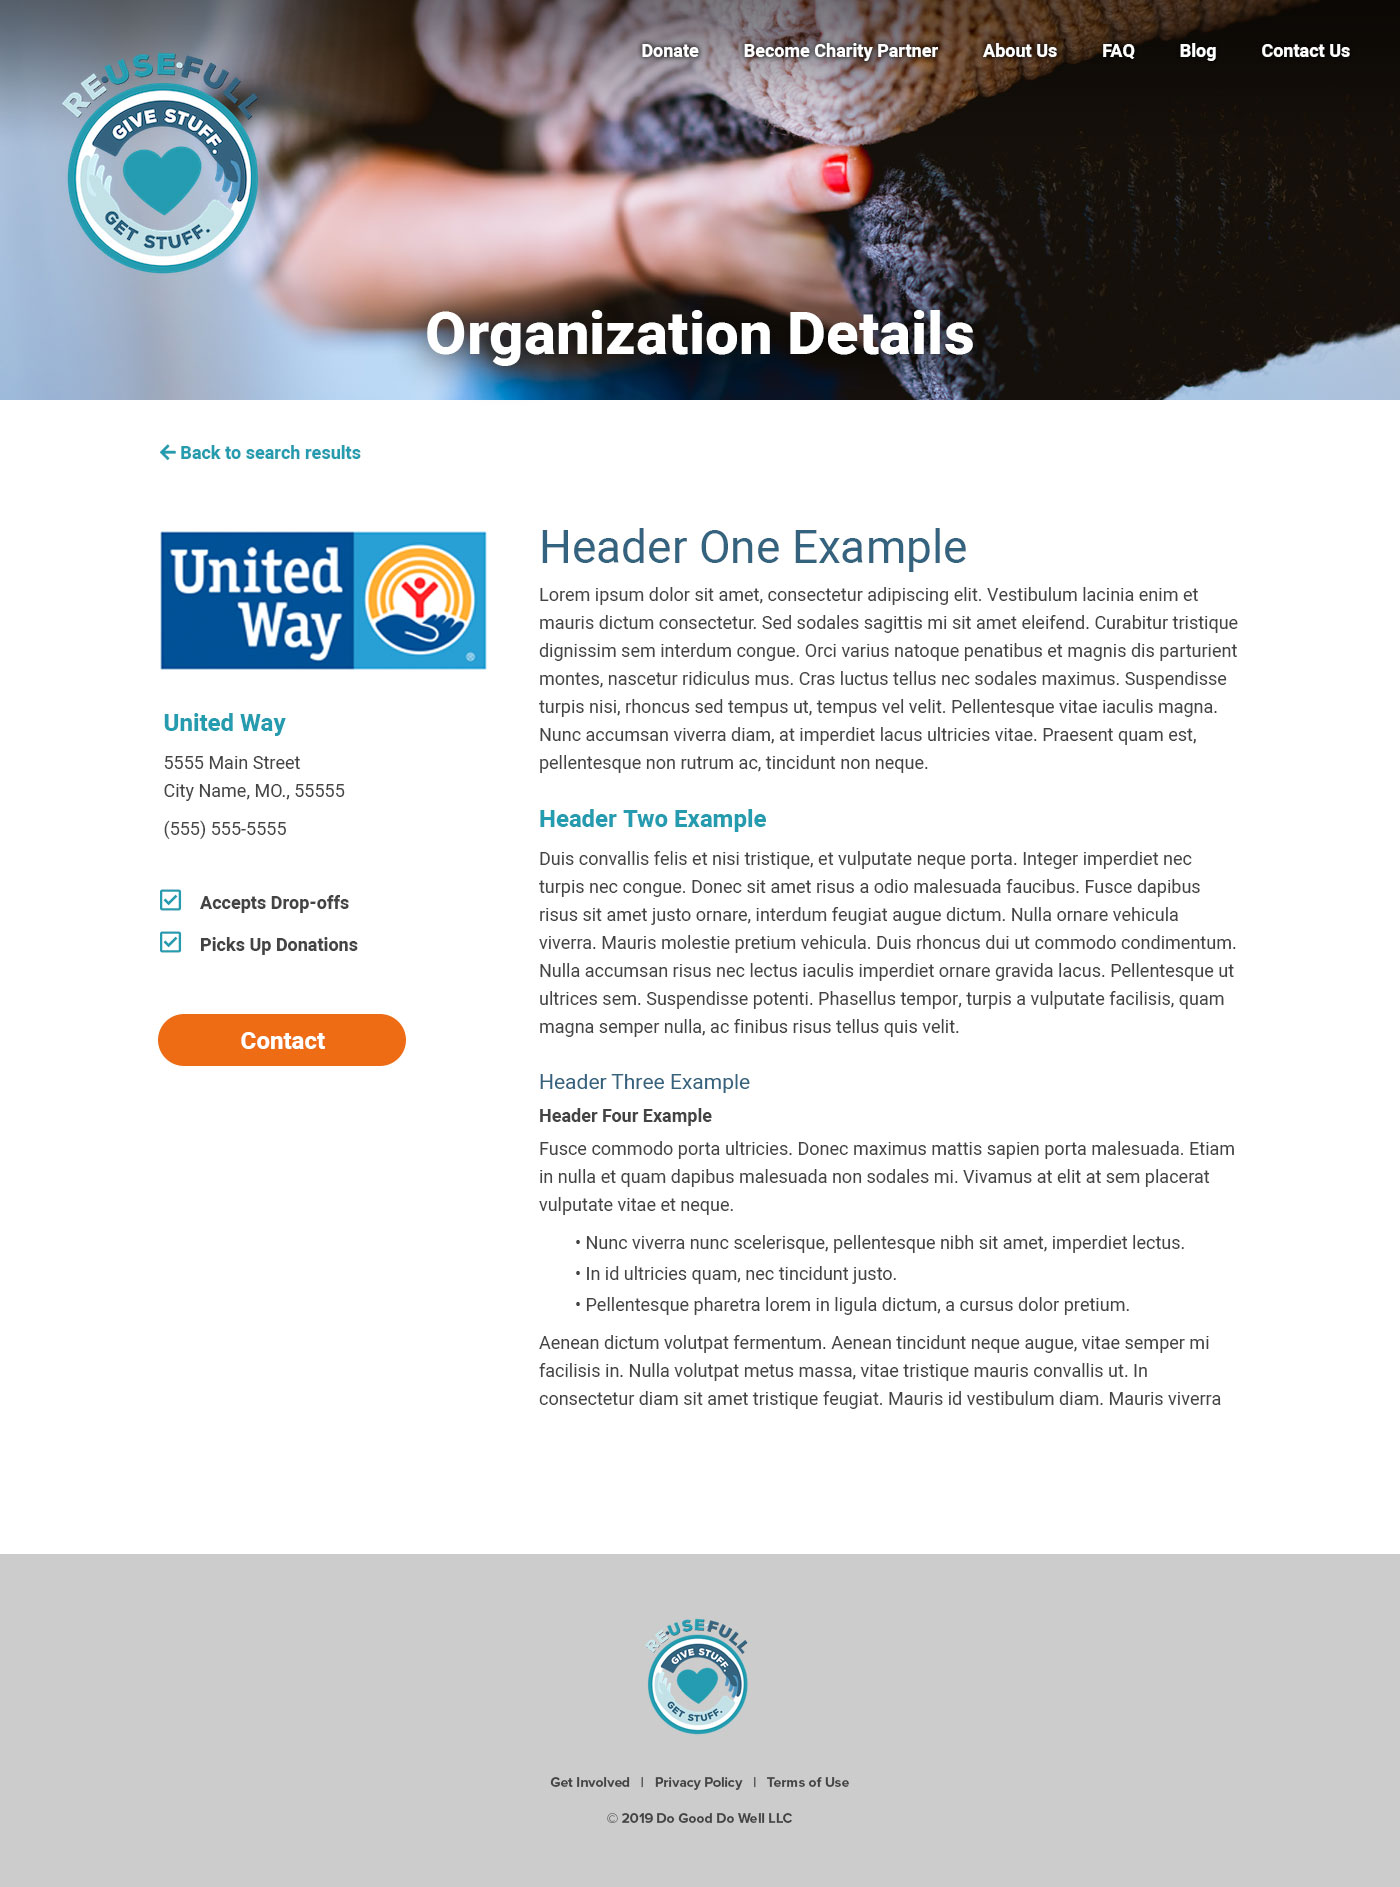 Donate Become Charity Partner About Us FAQ Blog Contact Us
RE·USE·FULL
GIVE STUFF.
GET STUFF.
Organization Details
Back to search results
United
Way
®
United Way
5555 Main Street
City Name, MO., 55555
(555) 555-5555
Accepts Drop-offs
Picks Up Donations
Contact
Header One Example
Lorem ipsum dolor sit amet, consectetur adipiscing elit. Vestibulum lacinia enim et
mauris dictum consectetur. Sed sodales sagittis mi sit amet eleifend. Curabitur tristique
dignissim sem interdum congue. Orci varius natoque penatibus et magnis dis parturient
montes, nascetur ridiculus mus. Cras luctus tellus nec sodales maximus. Suspendisse
turpis nisi, rhoncus sed tempus ut, tempus vel velit. Pellentesque vitae iaculis magna.
Nunc accumsan viverra diam, at imperdiet lacus ultricies vitae. Praesent quam est,
pellentesque non rutrum ac, tincidunt non neque.
Header Two Example
Duis convallis felis et nisi tristique, et vulputate neque porta. Integer imperdiet nec
turpis nec congue. Donec sit amet risus a odio malesuada faucibus. Fusce dapibus
risus sit amet justo ornare, interdum feugiat augue dictum. Nulla ornare vehicula
viverra. Mauris molestie pretium vehicula. Duis rhoncus dui ut commodo condimentum.
Nulla accumsan risus nec lectus iaculis imperdiet ornare gravida lacus. Pellentesque ut
ultrices sem. Suspendisse potenti. Phasellus tempor, turpis a vulputate facilisis, quam
magna semper nulla, ac finibus risus tellus quis velit.
Header Three Example
Header Four Example
Fusce commodo porta ultricies. Donec maximus mattis sapien porta malesuada. Etiam
in nulla et quam dapibus malesuada non sodales mi. Vivamus at elit at sem placerat
vulputate vitae et neque.
• Nunc viverra nunc scelerisque, pellentesque nibh sit amet, imperdiet lectus.
• In id ultricies quam, nec tincidunt justo.
• Pellentesque pharetra lorem in ligula dictum, a cursus dolor pretium.
Aenean dictum volutpat fermentum. Aenean tincidunt neque augue, vitae semper mi
facilisis in. Nulla volutpat metus massa, vitae tristique mauris convallis ut. In
consectetur diam sit amet tristique feugiat. Mauris id vestibulum diam. Mauris viverra
RE·USE·FULL
GIVE STUFF.
GET STUFF.
Get Involved | Privacy Policy | Terms of Use
© 2019 Do Good Do Well LLC